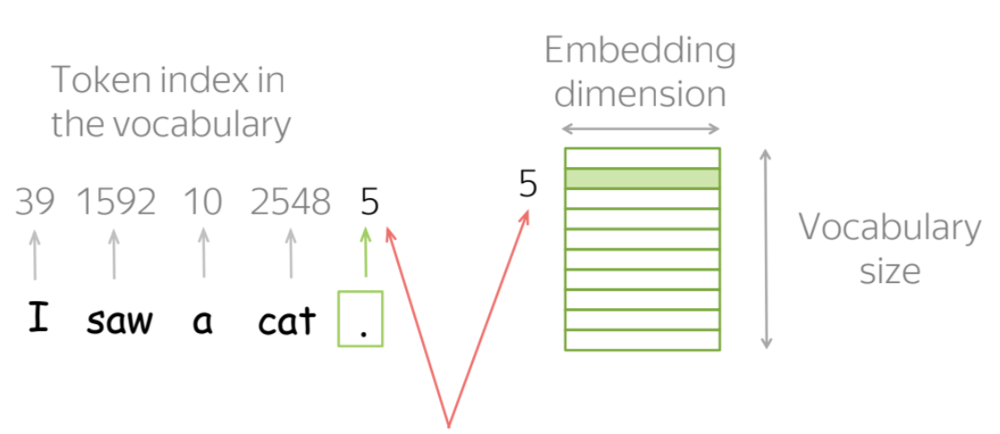 Token index in
the vocabulary
39 1592 10 2548 5
I saw a cat .
Embedding
dimension
5
Vocabulary
size